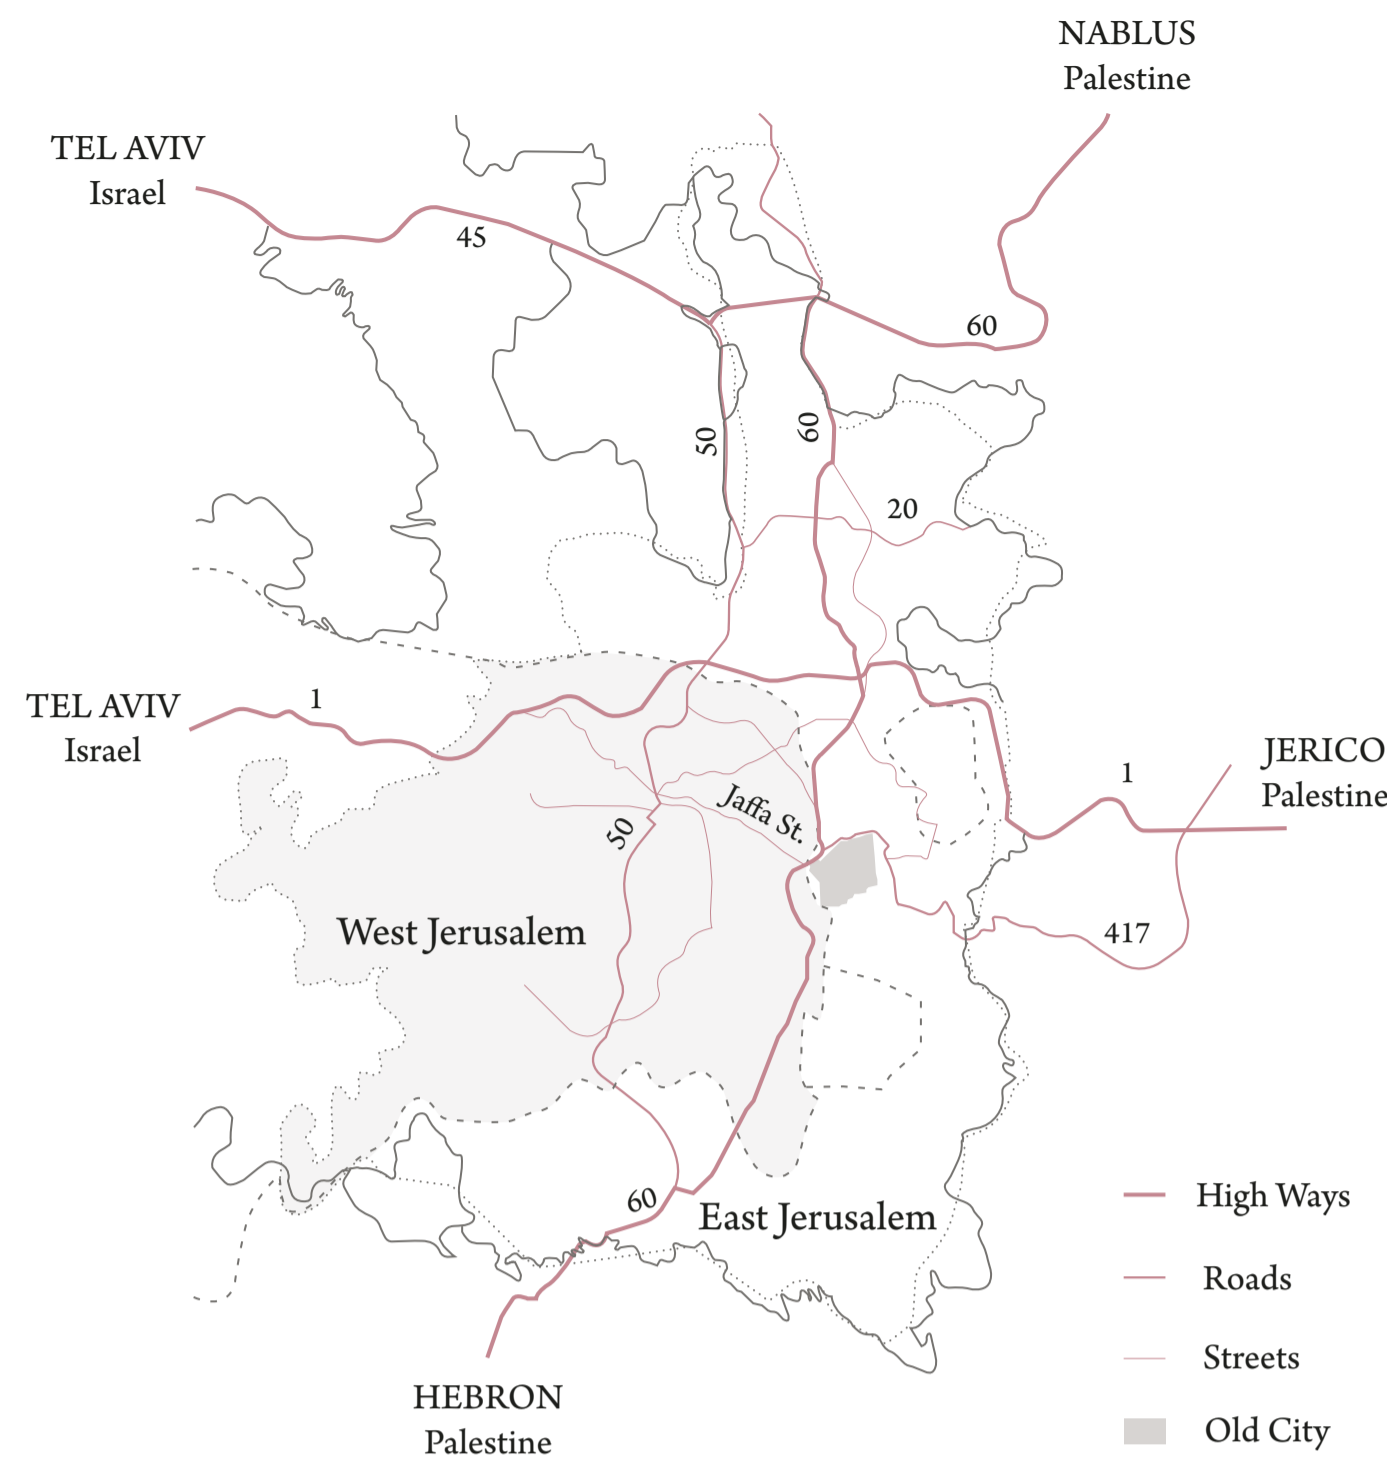 NABLUS
Palestine
TEL AVIV
Israel
45
60
50
60
20
TEL AVIV
Israel
1
JERICO
Palestine
1
Jaffa St.
50
West Jerusalem
417
60
East Jerusalem
High Ways
Roads
Streets
Old City
HEBRON
Palestine